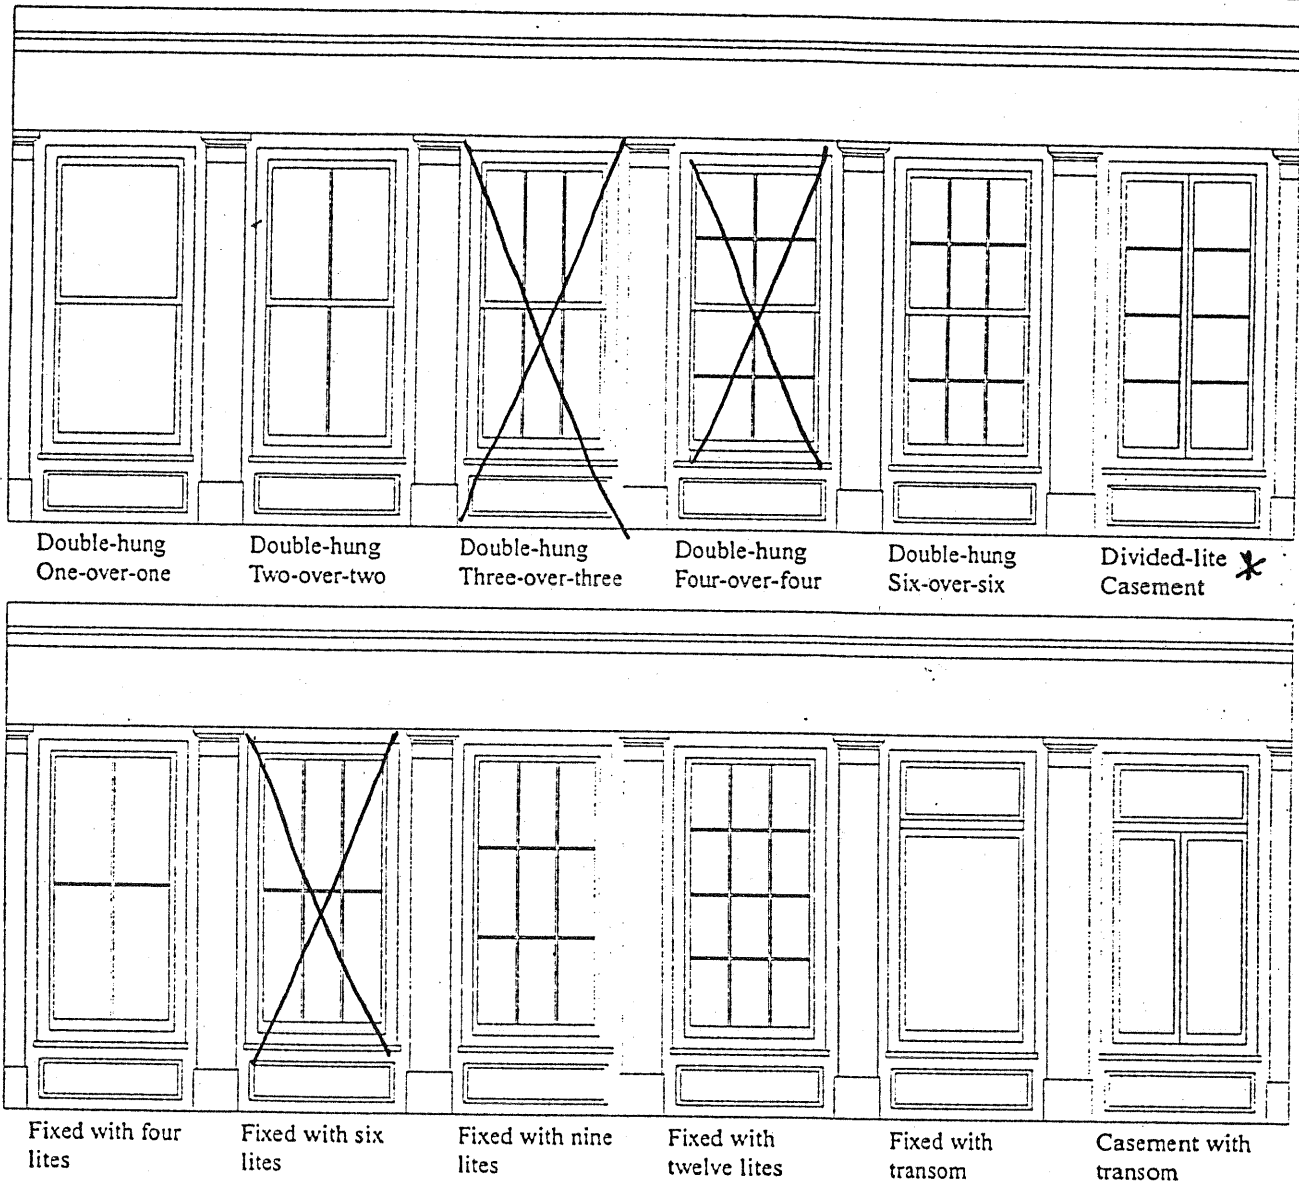 Double-hung
One-over-one
Double-hung
Two-over-two
Double-hung
Three-over-three
Double-hung
Four-over-four
Double-hung
Six-over-six
Divided-lite
Casement
Fixed with four
lites
Fixed with six
lites
Fixed with nine
lites
Fixed with
twelve lites
Fixed with
transom
Casement with
transom